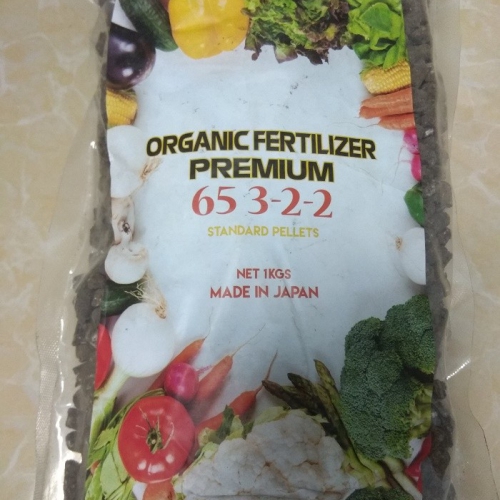 ORGANIC FERTILIZER
PREMIUM
65 3-2-2
STANDARD PELLETS
NET 1KGS
MADE IN JAPAN